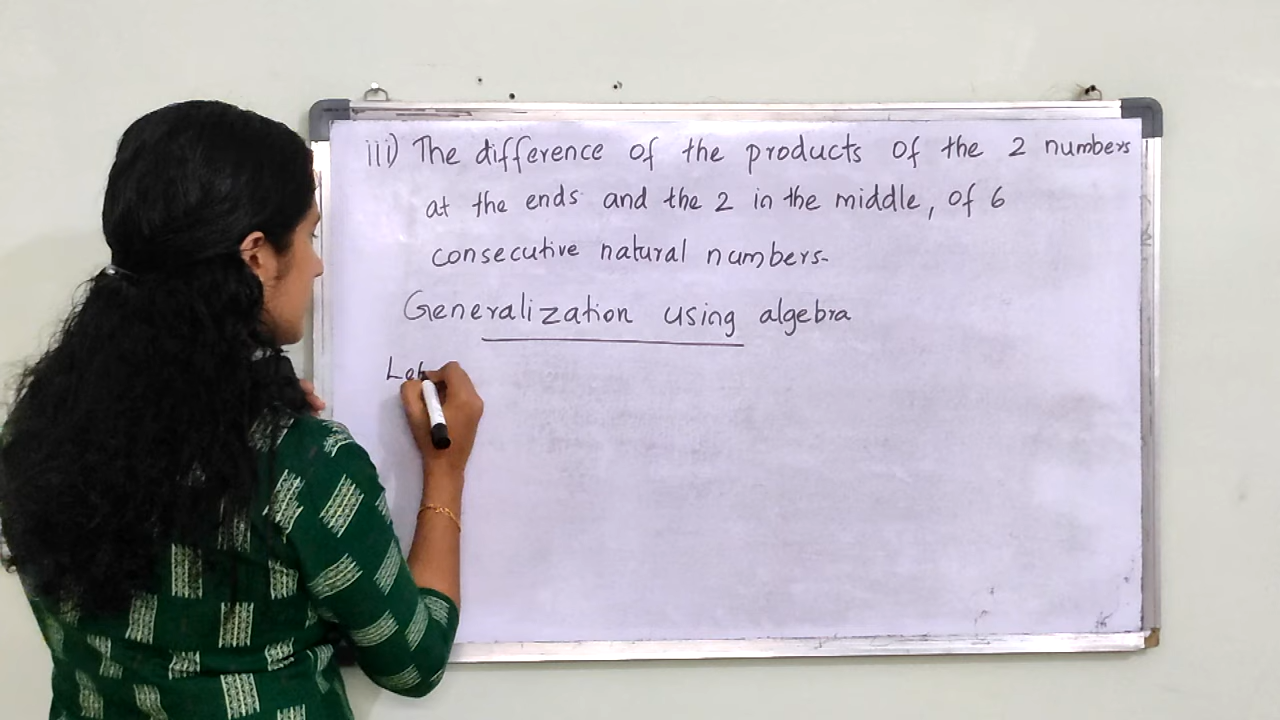 iii) The difference of the products of the 2 numbers
at the ends and the 2 in the middle, of 6
consecutive natural numbers.
Generalization using algebra
Let